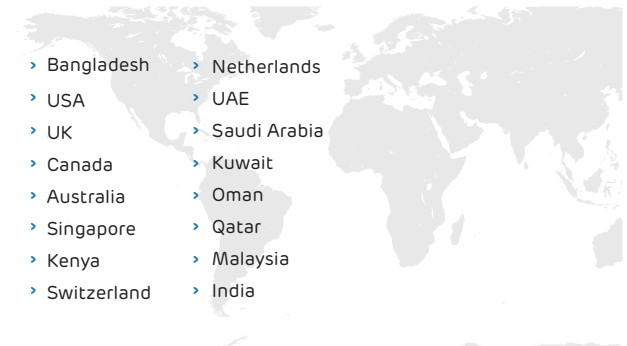 › Bangladesh
› USA
› UK
› Canada
› Australia
› Singapore
› Kenya
› Switzerland
› Netherlands
› UAE
› Saudi Arabia
› Kuwait
› Oman
› Qatar
› Malaysia
› India